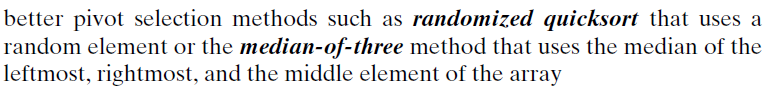 better pivot selection methods such as randomized quicksort that uses a
random element or the median-of-three method that uses the median of the
leftmost, rightmost, and the middle element of the array